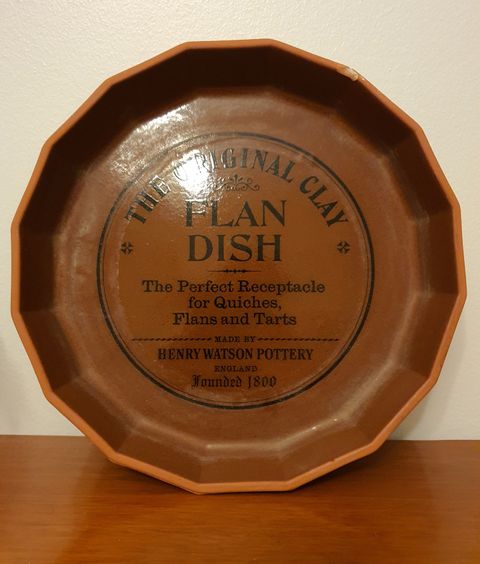 THE ORIGINAL CLAY
FLAN
DISH
The Perfect Receptacle
for Quiches,
Flans and Tarts
MADE BY
HENRY WATSON POTTERY
ENGLAND
Founded 1800